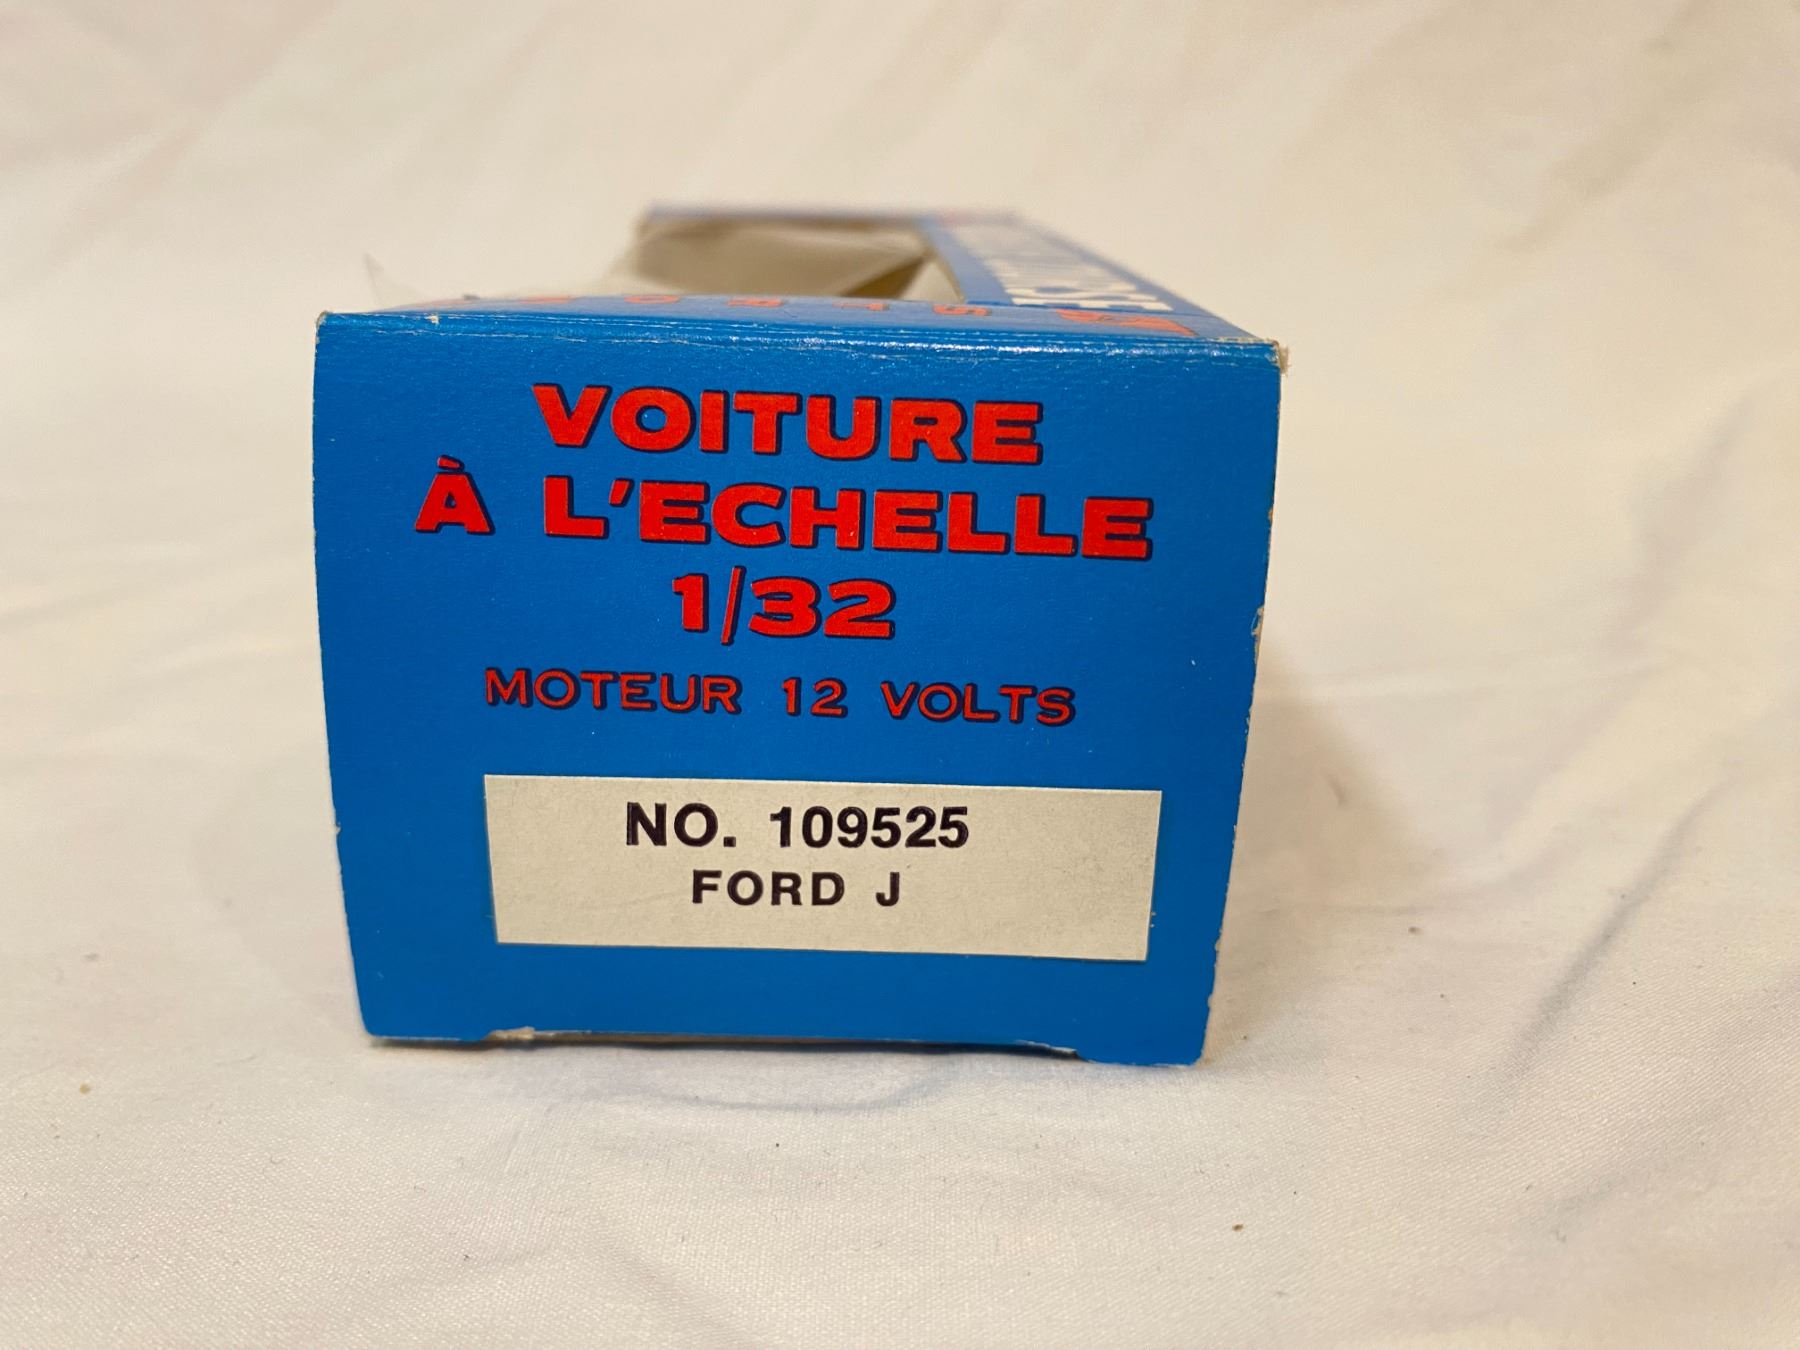 VOITURE
À L'ECHELLE
1/32
MOTEUR 12 VOLTS
NO. 109525
FORD J